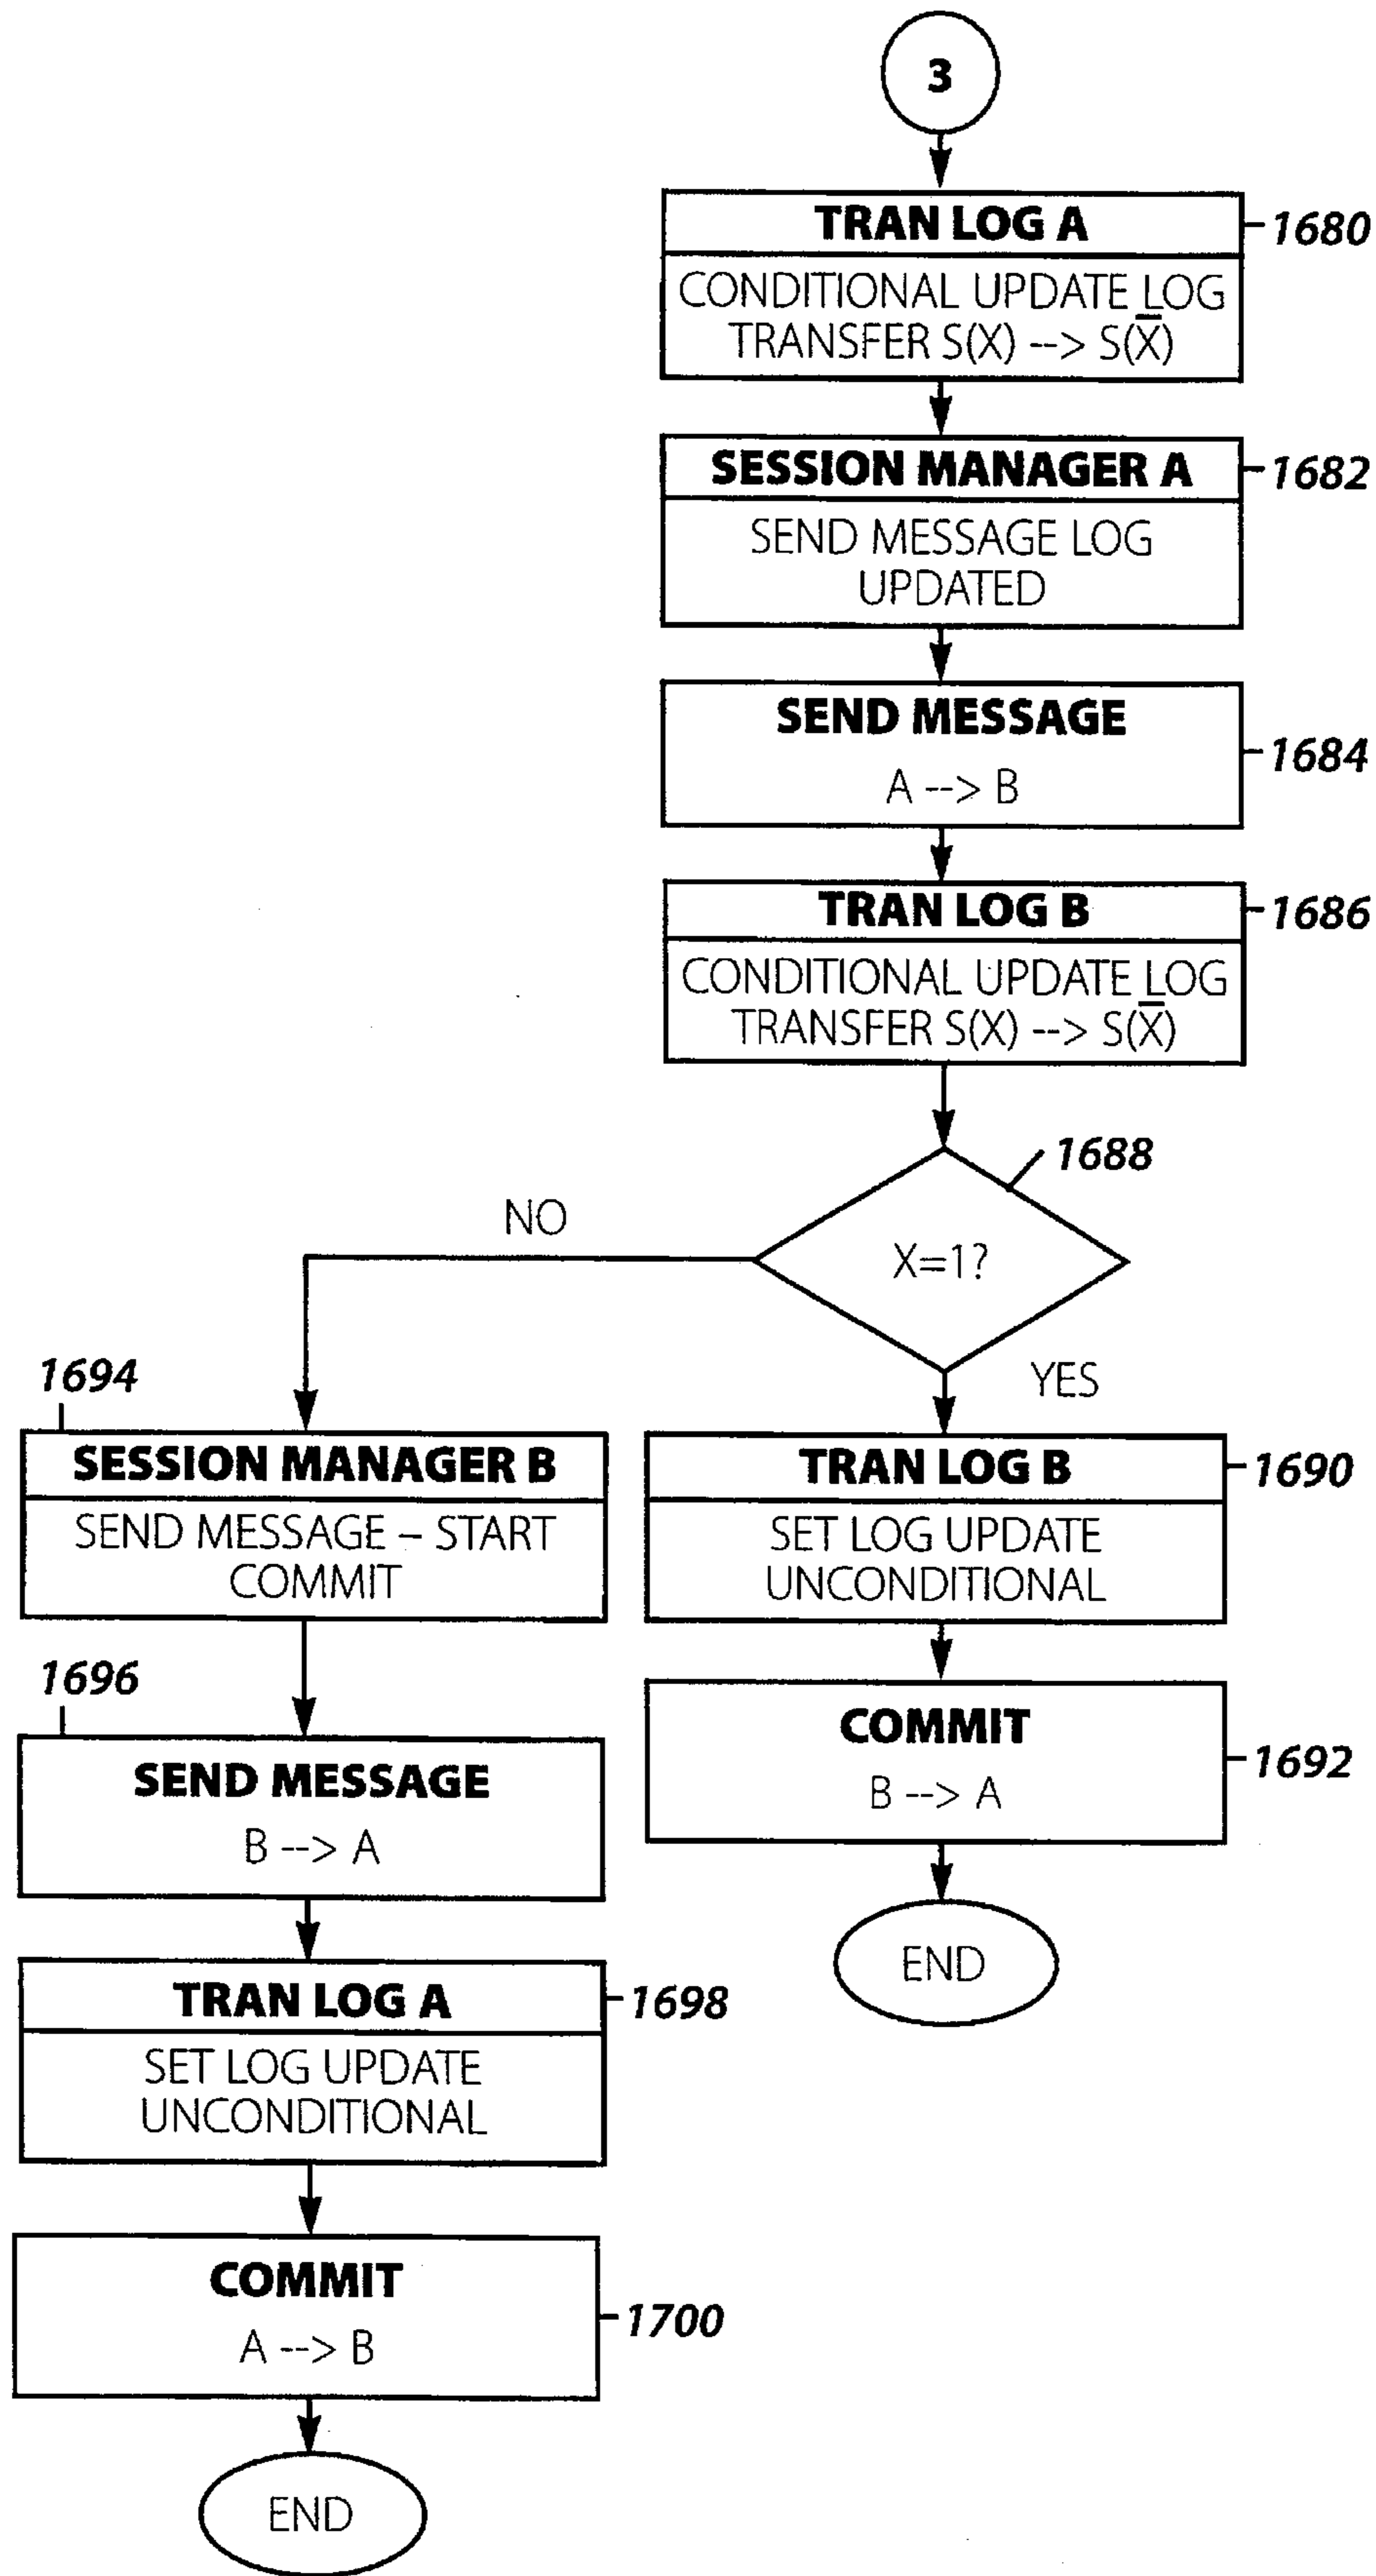 3
TRAN LOG A
1680
CONDITIONAL UPDATE LOG
TRANSFER S(X) --> S(X̅)
SESSION MANAGER A
1682
SEND MESSAGE LOG
UPDATED
SEND MESSAGE
1684
A --> B
TRAN LOG B
1686
CONDITIONAL UPDATE LOG
TRANSFER S(X) --> S(X̅)
1688
NO
X=1?
YES
1694
SESSION MANAGER B
SEND MESSAGE – START
COMMIT
1696
SEND MESSAGE
B --> A
TRAN LOG A
1698
SET LOG UPDATE
UNCONDITIONAL
COMMIT
1700
A --> B
END
TRAN LOG B
1690
SET LOG UPDATE
UNCONDITIONAL
COMMIT
1692
B --> A
END